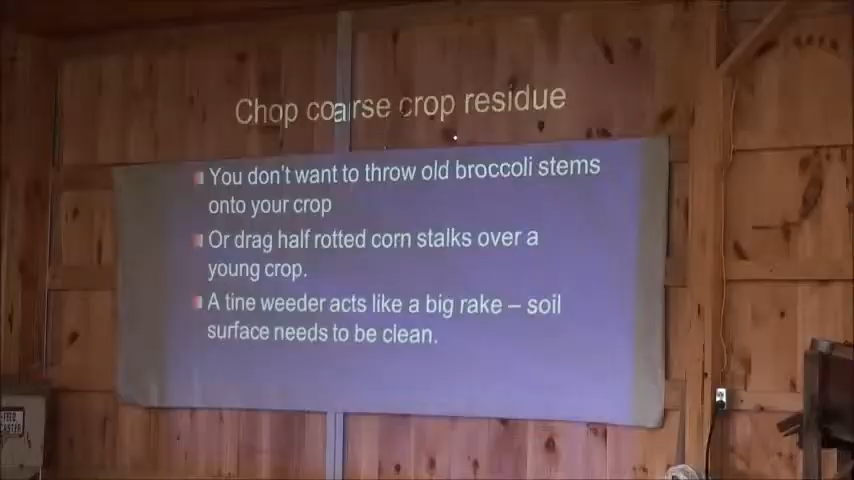 Chop coarse crop residue
You don't want to throw old broccoli stems
onto your crop
Or drag half rotted corn stalks over a
young crop.
A tine weeder acts like a big rake – soil
surface needs to be clean.